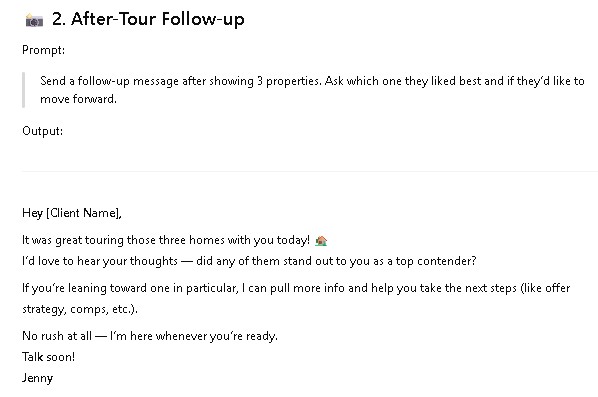 📸 2. After-Tour Follow-up
Prompt:
Send a follow-up message after showing 3 properties. Ask which one they liked best and if they'd like to
move forward.
Output:
Hey [Client Name],
It was great touring those three homes with you today! 🏠
I'd love to hear your thoughts — did any of them stand out to you as a top contender?
If you're leaning toward one in particular, I can pull more info and help you take the next steps (like offer
strategy, comps, etc.).
No rush at all — I'm here whenever you're ready.
Talk soon!
Jenny